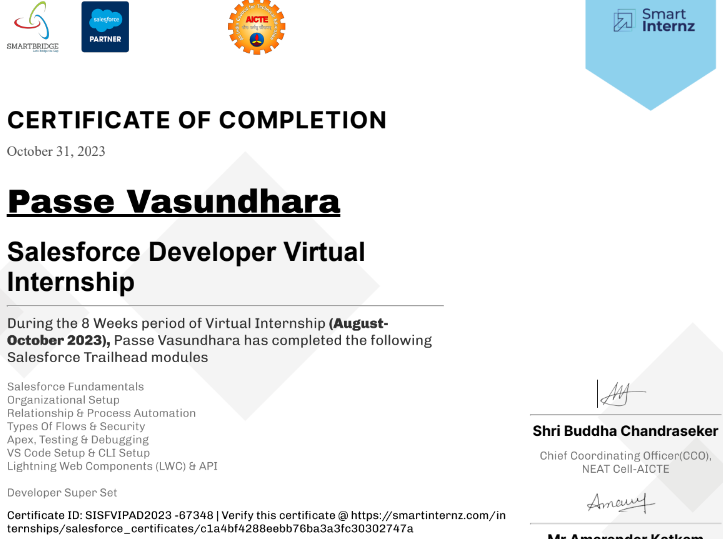 SMARTBRIDGE
salesforce
PARTNER
AICTE
Smart
Internz
CERTIFICATE OF COMPLETION
October 31, 2023
Passe Vasundhara
Salesforce Developer Virtual
Internship
During the 8 Weeks period of Virtual Internship (August-
October 2023), Passe Vasundhara has completed the following
Salesforce Trailhead modules
Salesforce Fundamentals
Organizational Setup
Relationship & Process Automation
Types Of Flows & Security
Apex, Testing & Debugging
VS Code Setup & CLI Setup
Lightning Web Components (LWC) & API
Developer Super Set
Certificate ID: SISFVIPAD2023 -67348 | Verify this certificate @ https://smartinternz.com/in
ternships/salesforce_certificates/c1a4bf4288eebb76ba3a3fc30302747a
Shri Buddha Chandraseker
Chief Coordinating Officer(CCO),
NEAT Cell-AICTE
Mr Amarender Katkam